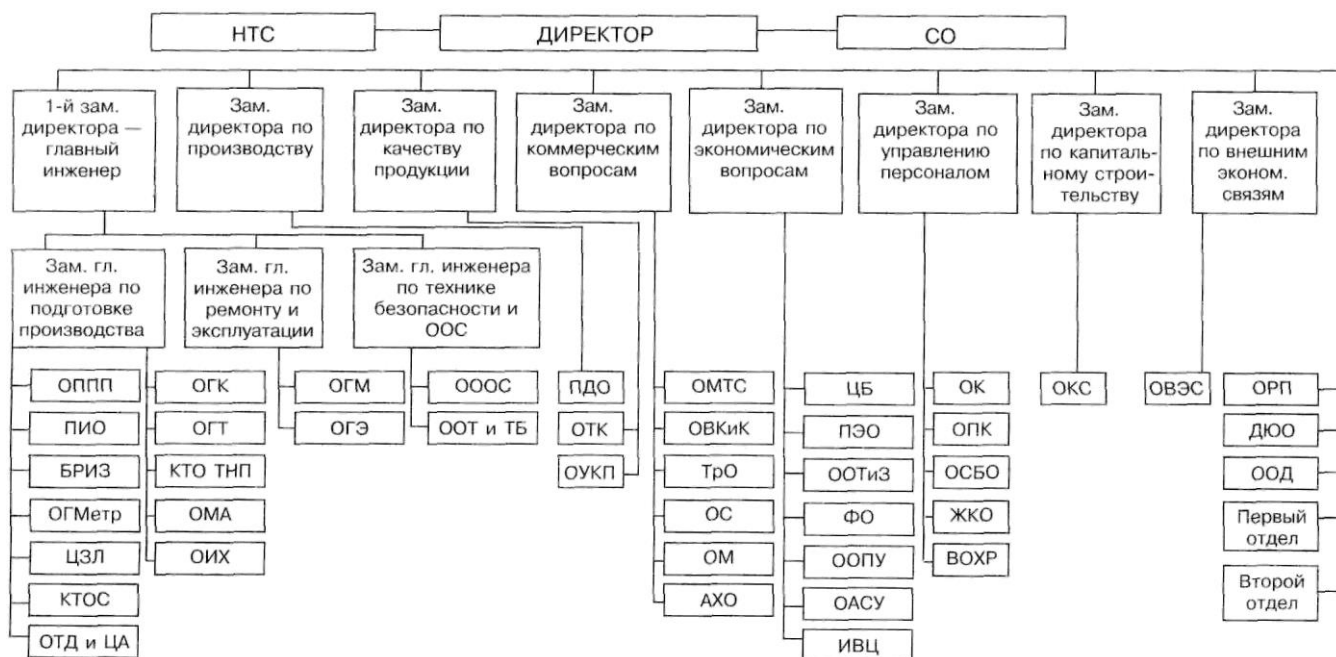 НТС
ДИРЕКТОР
СО
1-й зам.
директора —
главный
инженер
Зам.
директора по
производству
Зам.
директора по
качеству
продукции
Зам.
директора по
коммерческим
вопросам
Зам.
директора по
экономическим
вопросам
Зам.
директора по
управлению
персоналом
Зам.
директора
по капиталь-
ному строи-
тельству
Зам.
директора
по внешним
эконом.
связям
Зам. гл.
инженера по
подготовке
производства
Зам. гл.
инженера по
ремонту и
эксплуатации
Зам. гл. инженера
по технике
безопасности и
ООС
ОППП
ПИО
БРИЗ
ОГМетр
ЦЗЛ
КТОС
ОТД и ЦА
ОГК
ОГТ
КТО ТНП
ОМА
ОИХ
ОГМ
ОГЭ
ОООС
ООТ и ТБ
ПДО
ОТК
ОУКП
ОМТС
ОВКиК
ТрО
ОС
ОМ
АХО
ЦБ
ПЭО
ООТиЗ
ФО
ООПУ
ОАСУ
ИВЦ
ОК
ОПК
ОСБО
ЖКО
ВОХР
ОКС
ОВЭС
ОРП
ДЮО
ООД
Первый
отдел
Второй
отдел